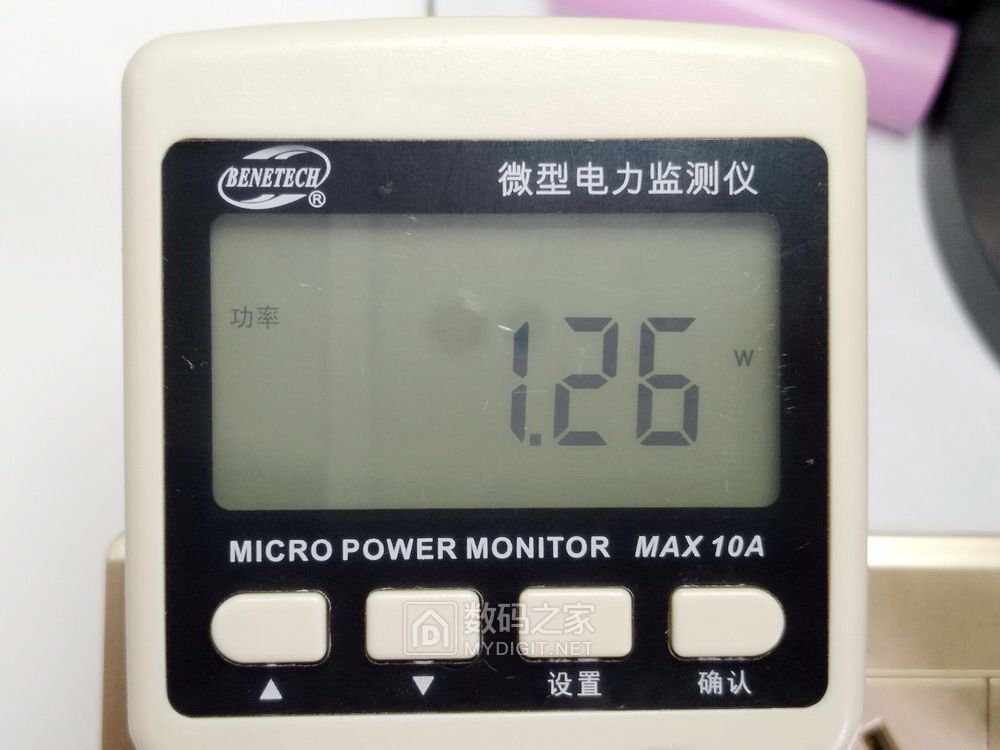 BENETECH®
微型电力监测仪
功率
1.26 W
MICRO POWER MONITOR MAX 10A
数码之家
MYDIGIT.NET
▲ ▼ 设置 确认